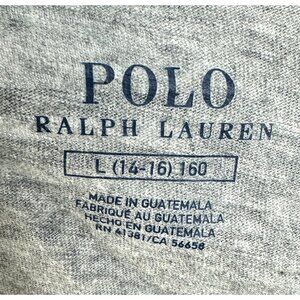 POLO
RALPH LAUREN
L (14-16) 160
MADE IN GUATEMALA
FABRIQUÉ AU GUATEMALA
HECHO EN GUATEMALA
RN 41381/CA 56658